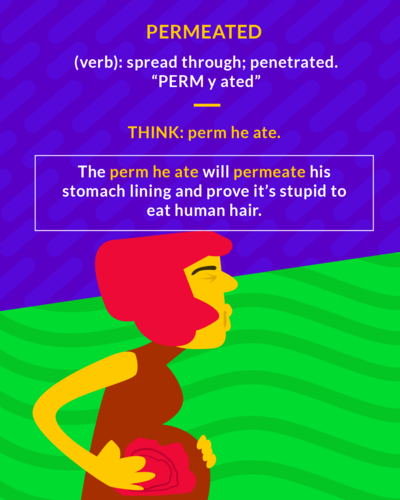 PERMEATED
(verb): spread through; penetrated.
“PERM y ated”
THINK: perm he ate.
The perm he ate will permeate his
stomach lining and prove it’s stupid to
eat human hair.